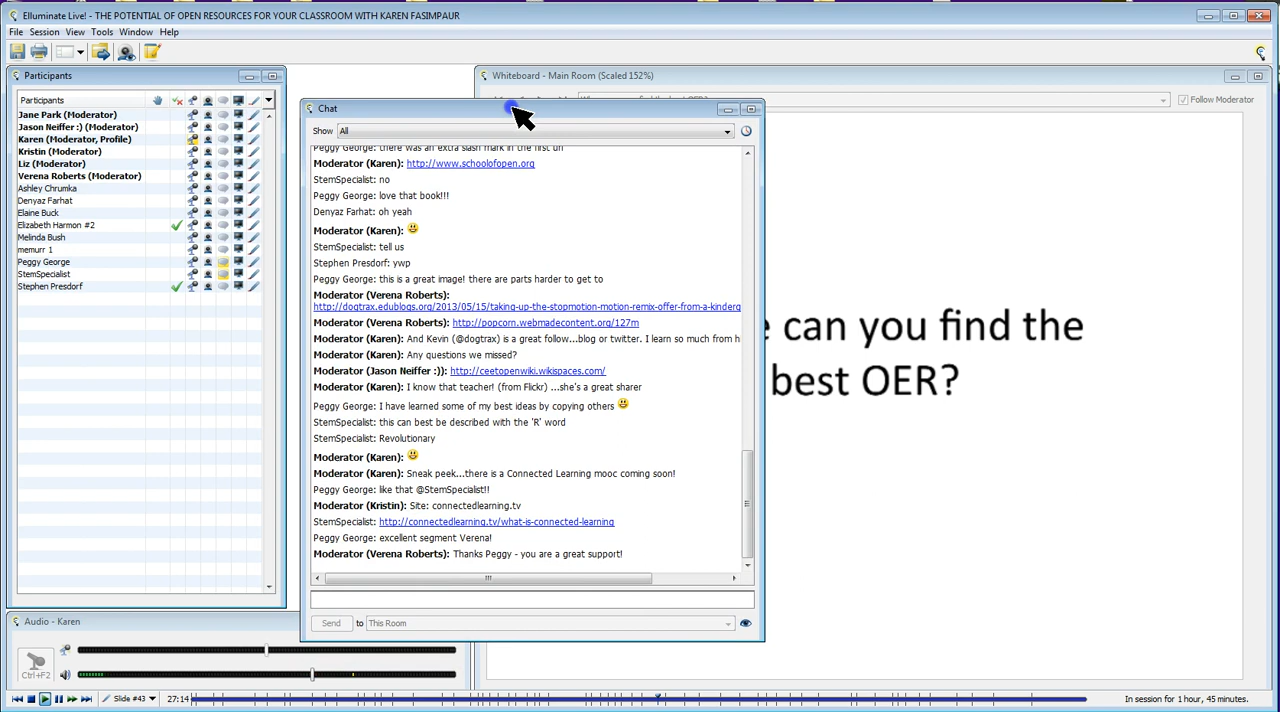 Elluminate Live! - THE POTENTIAL OF OPEN RESOURCES FOR YOUR CLASSROOM WITH KAREN FASIMPAUR
File Session View Tools Window Help
Participants
Participants
Jane Park (Moderator)
Jason Neiffer :) (Moderator)
Karen (Moderator, Profile)
Kristin (Moderator)
Liz (Moderator)
Verena Roberts (Moderator)
Ashley Chrumka
Denyaz Farhat
Elaine Buck
Elizabeth Harmon #2
Melinda Bush
memurr 1
Peggy George
StemSpecialist
Stephen Presdorf
Audio - Karen
Ctrl+F2
Chat
Show All
Peggy George: there was an extra slash mark in the first url
Moderator (Karen): http://www.schoolofopen.org
StemSpecialist: no
Peggy George: love that book!!!
Denyaz Farhat: oh yeah
Moderator (Karen):
StemSpecialist: tell us
Stephen Presdorf: ywp
Peggy George: this is a great image! there are parts harder to get to
Moderator (Verena Roberts):
http://dogtrax.edublogs.org/2013/05/15/taking-up-the-stopmotion-motion-remix-offer-from-a-kinderg
Moderator (Verena Roberts): http://popcorn.webmadecontent.org/127m
Moderator (Karen): And Kevin (@dogtrax) is a great follow...blog or twitter. I learn so much from h
Moderator (Karen): Any questions we missed?
Moderator (Jason Neiffer :)): http://ceetopenwiki.wikispaces.com/
Moderator (Karen): I know that teacher! (from Flickr) ...she's a great sharer
Peggy George: I have learned some of my best ideas by copying others
StemSpecialist: this can best be described with the 'R' word
StemSpecialist: Revolutionary
Moderator (Karen):
Moderator (Karen): Sneak peek...there is a Connected Learning mooc coming soon!
Peggy George: like that @StemSpecialist!!
Moderator (Kristin): Site: connectedlearning.tv
StemSpecialist: http://connectedlearning.tv/what-is-connected-learning
Peggy George: excellent segment Verena!
Moderator (Verena Roberts): Thanks Peggy - you are a great support!
Send to This Room
Whiteboard - Main Room (Scaled 152%)
Follow Moderator
e can you find the
best OER?
Slide #43 27:14
In session for 1 hour, 45 minutes.